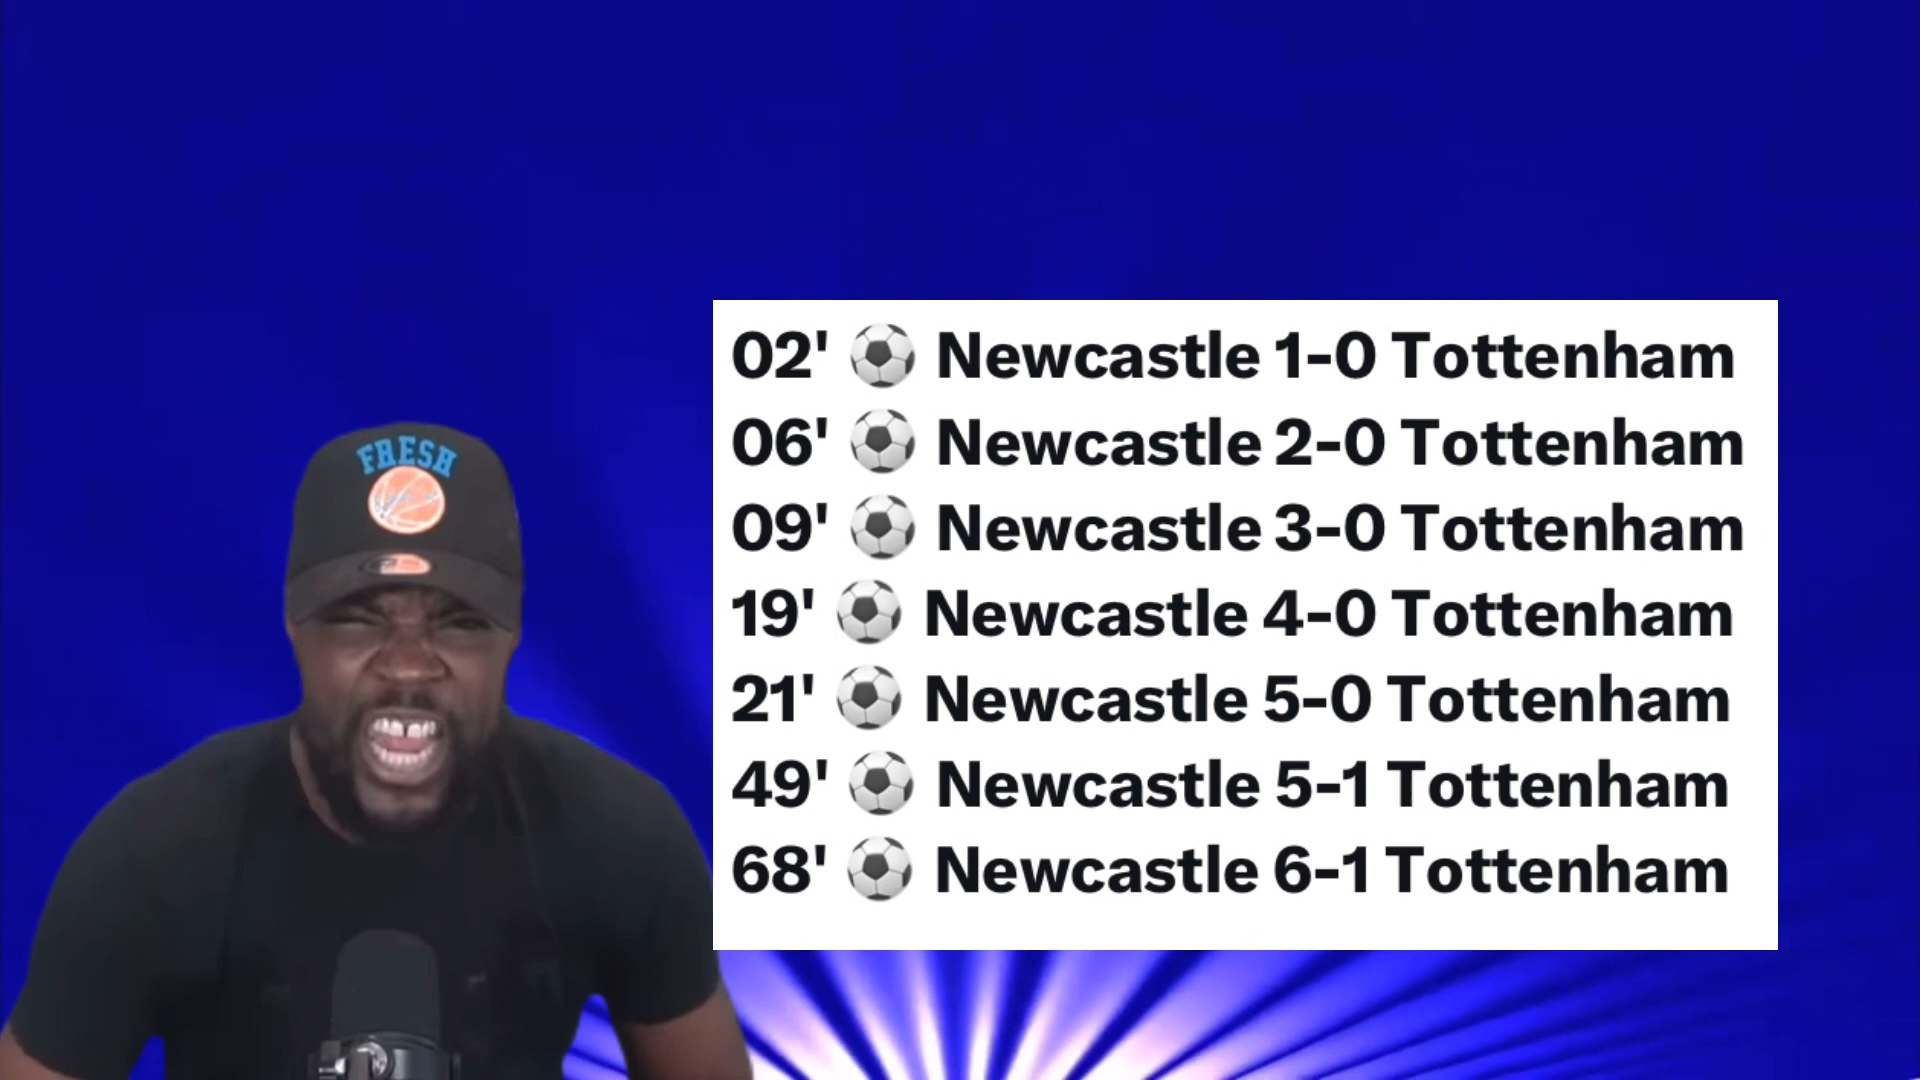 FRESH
02' ⚽ Newcastle 1-0 Tottenham
06' ⚽ Newcastle 2-0 Tottenham
09' ⚽ Newcastle 3-0 Tottenham
19' ⚽ Newcastle 4-0 Tottenham
21' ⚽ Newcastle 5-0 Tottenham
49' ⚽ Newcastle 5-1 Tottenham
68' ⚽ Newcastle 6-1 Tottenham